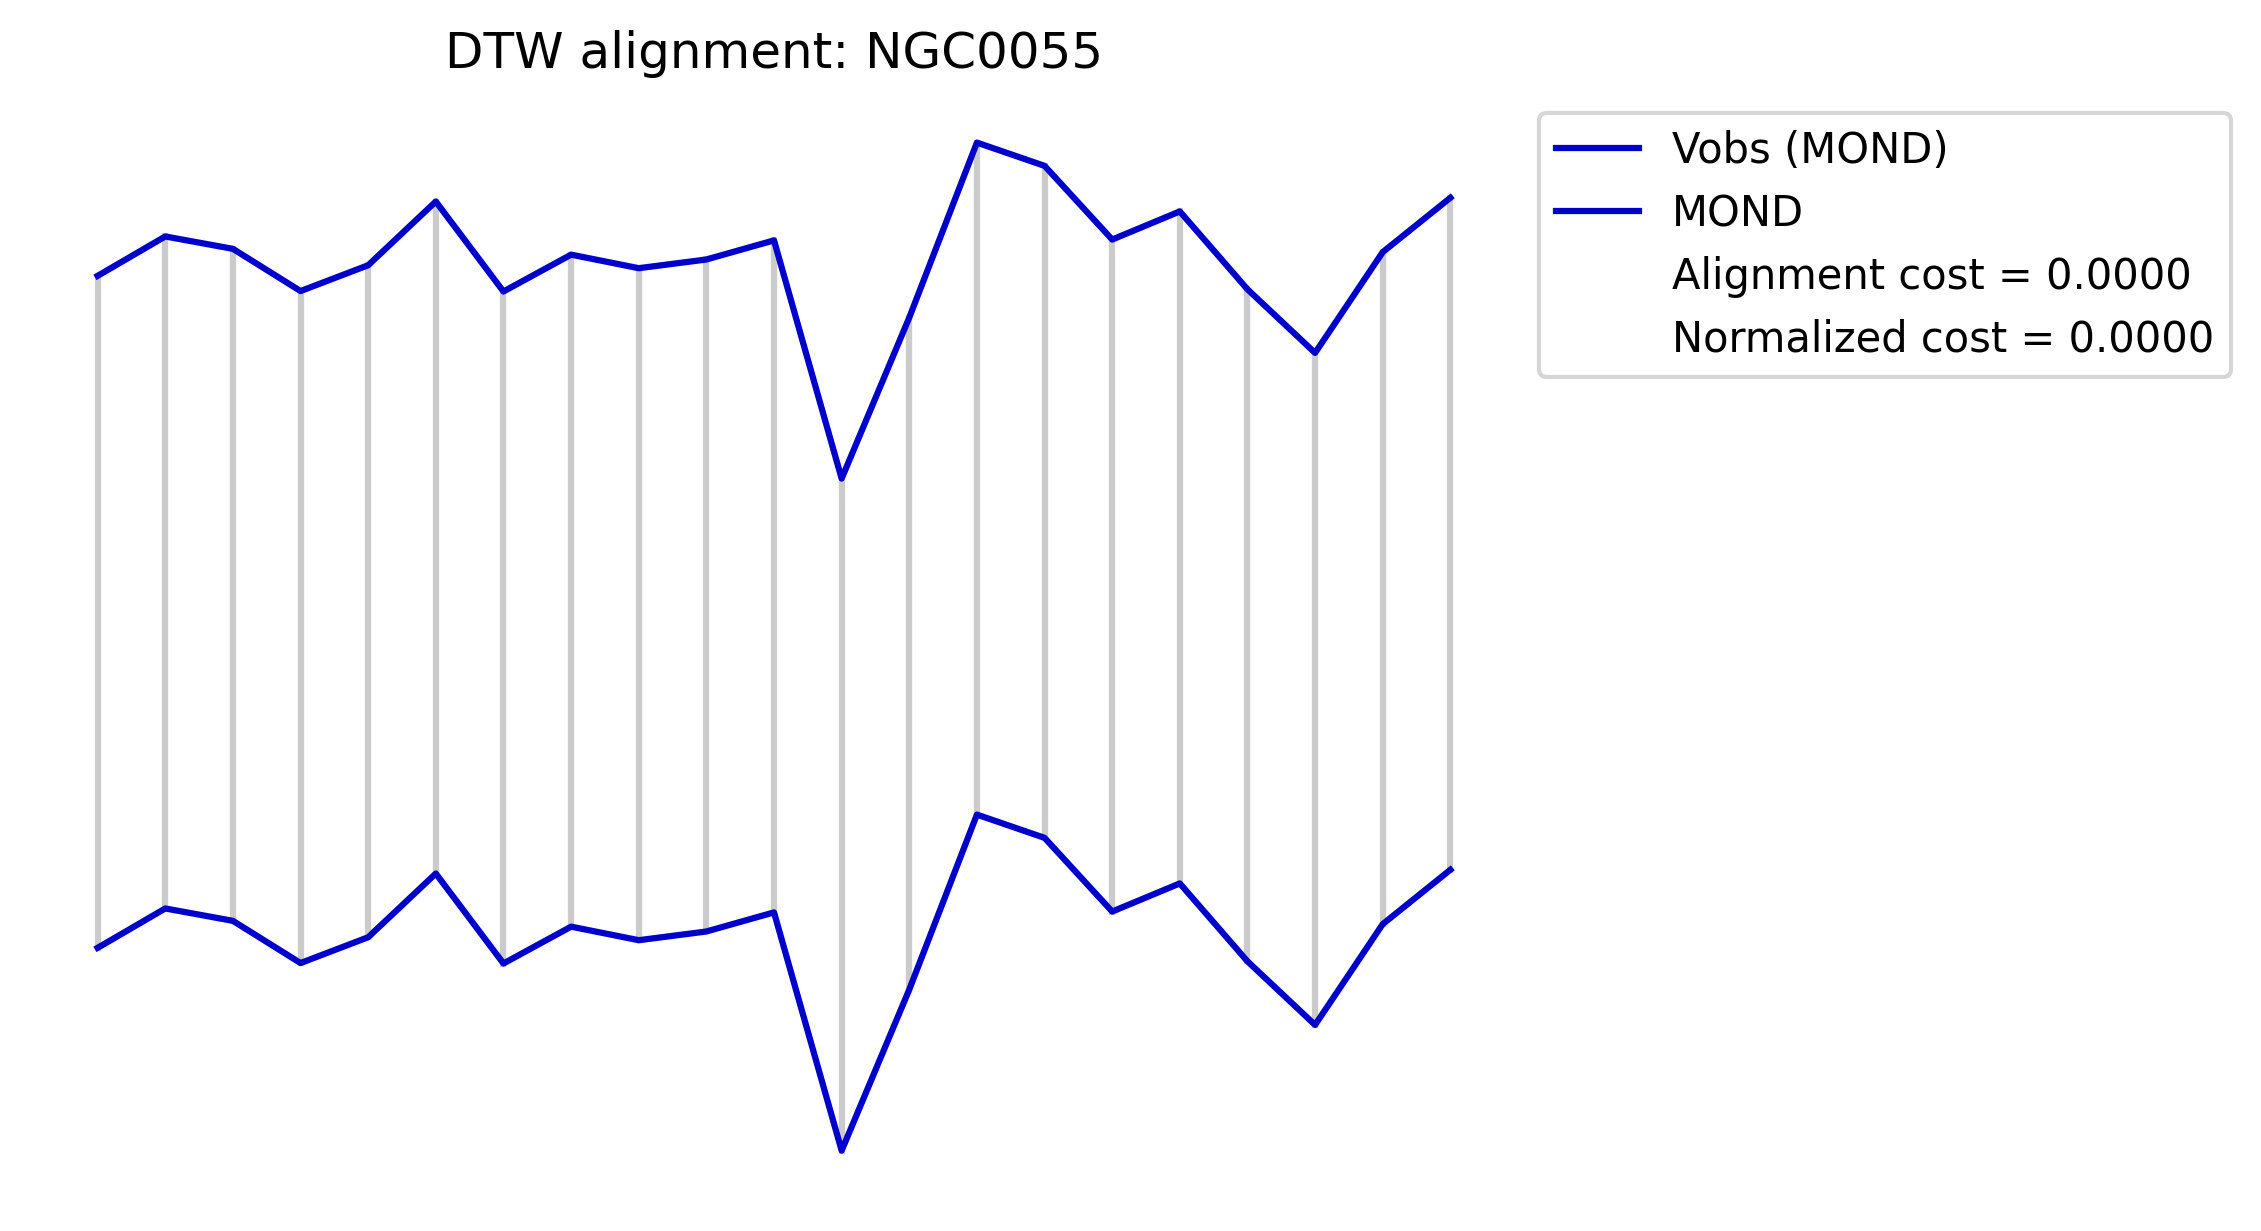 DTW alignment: NGC0055
Vobs (MOND)
MOND
Alignment cost = 0.0000
Normalized cost = 0.0000